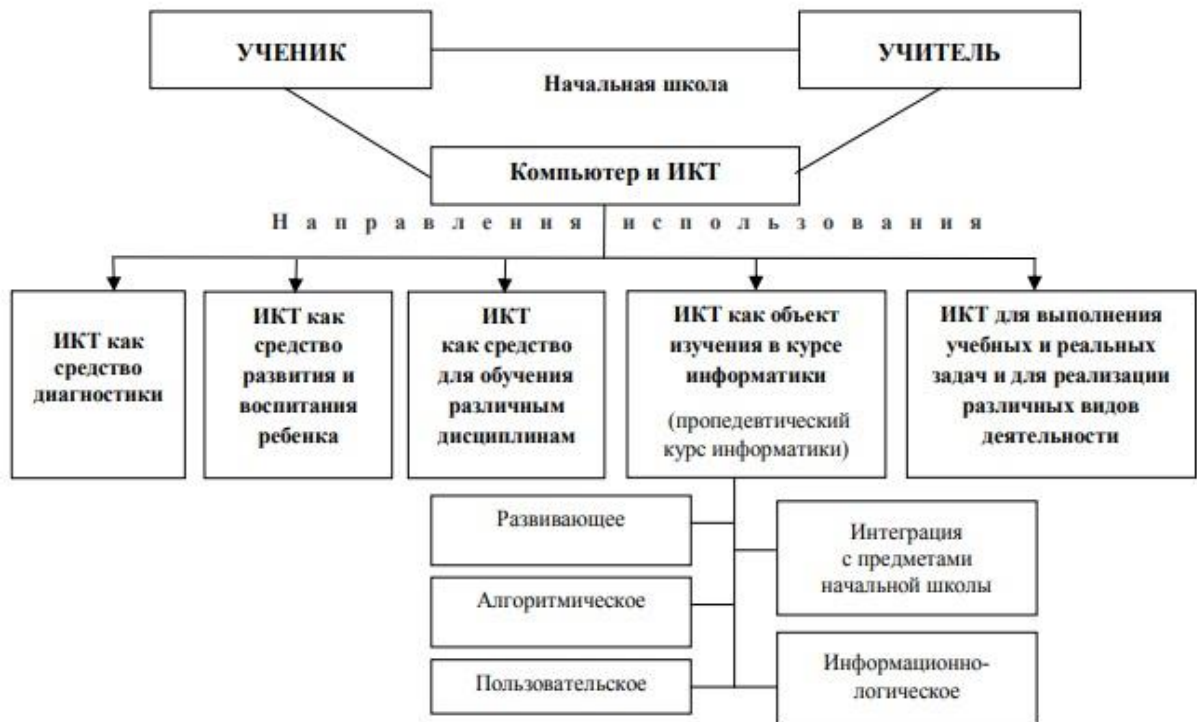 УЧЕНИК
УЧИТЕЛЬ
Начальная школа
Компьютер и ИКТ
Направления использования
ИКТ как
средство
диагностики
ИКТ как
средство
развития и
воспитания
ребенка
ИКТ
как средство
для обучения
различным
дисциплинам
ИКТ как объект
изучения в курсе
информатики
(пропедевтический
курс информатики)
ИКТ для выполнения
учебных и реальных
задач и для реализации
различных видов
деятельности
Развивающее
Алгоритмическое
Пользовательское
Интеграция
с предметами
начальной школы
Информационно-
логическое